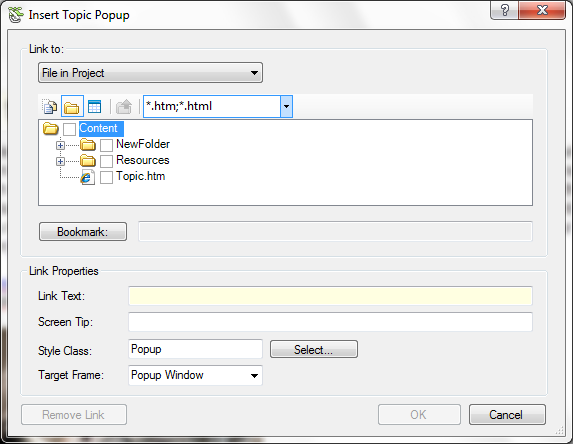 Insert Topic Popup
Link to:
File in Project
*.htm;*.html
Content
NewFolder
Resources
Topic.htm
Bookmark:
Link Properties
Link Text:
Screen Tip:
Style Class: Popup Select...
Target Frame: Popup Window
Remove Link OK Cancel